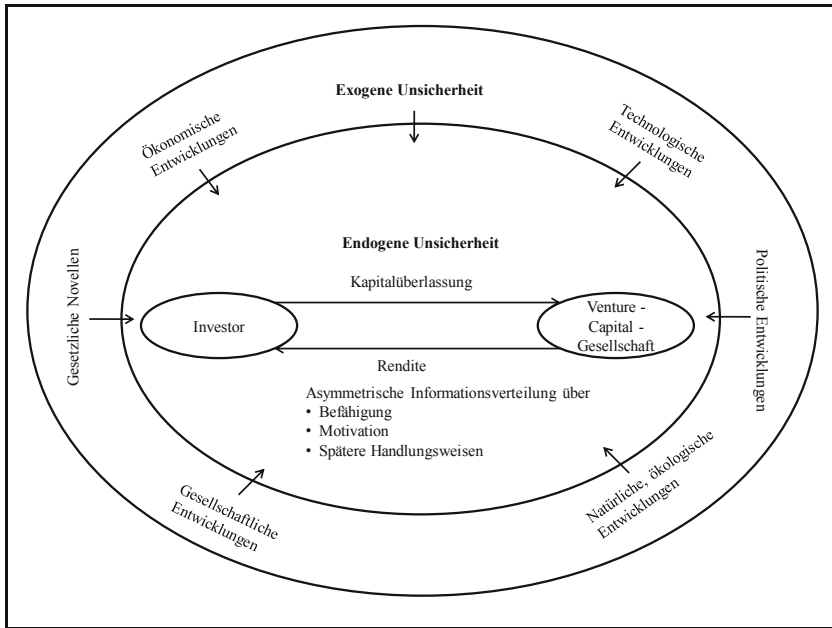 Exogene Unsicherheit
Ökonomische
Entwicklungen
Technologische
Entwicklungen
Gesetzliche Novellen
Politische Entwicklungen
Endogene Unsicherheit
Kapitalüberlassung
Investor
Venture -
Capital -
Gesellschaft
Rendite
Asymmetrische Informationsverteilung über
• Befähigung
• Motivation
• Spätere Handlungsweisen
Gesellschaftliche
Entwicklungen
Natürliche, ökologische
Entwicklungen